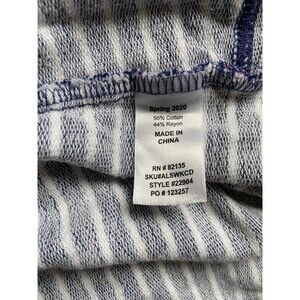 Spring 2020
56% Cotton
44% Rayon
MADE IN
CHINA
RN # 82135
SKU#ALSWKCD
STYLE #22904
PO # 123257